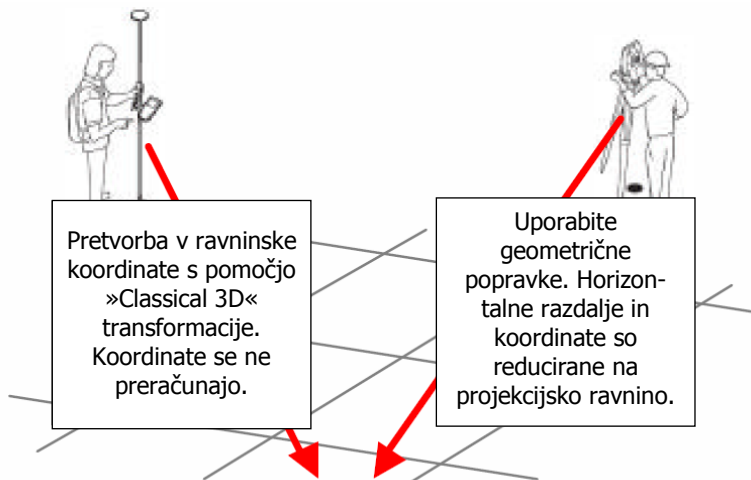 Pretvorba v ravninske
koordinate s pomočjo
»Classical 3D«
transformacije.
Koordinate se ne
preračunajo.
Uporabite
geometrične
popravke. Horizon-
talne razdalje in
koordinate so
reducirane na
projekcijsko ravnino.